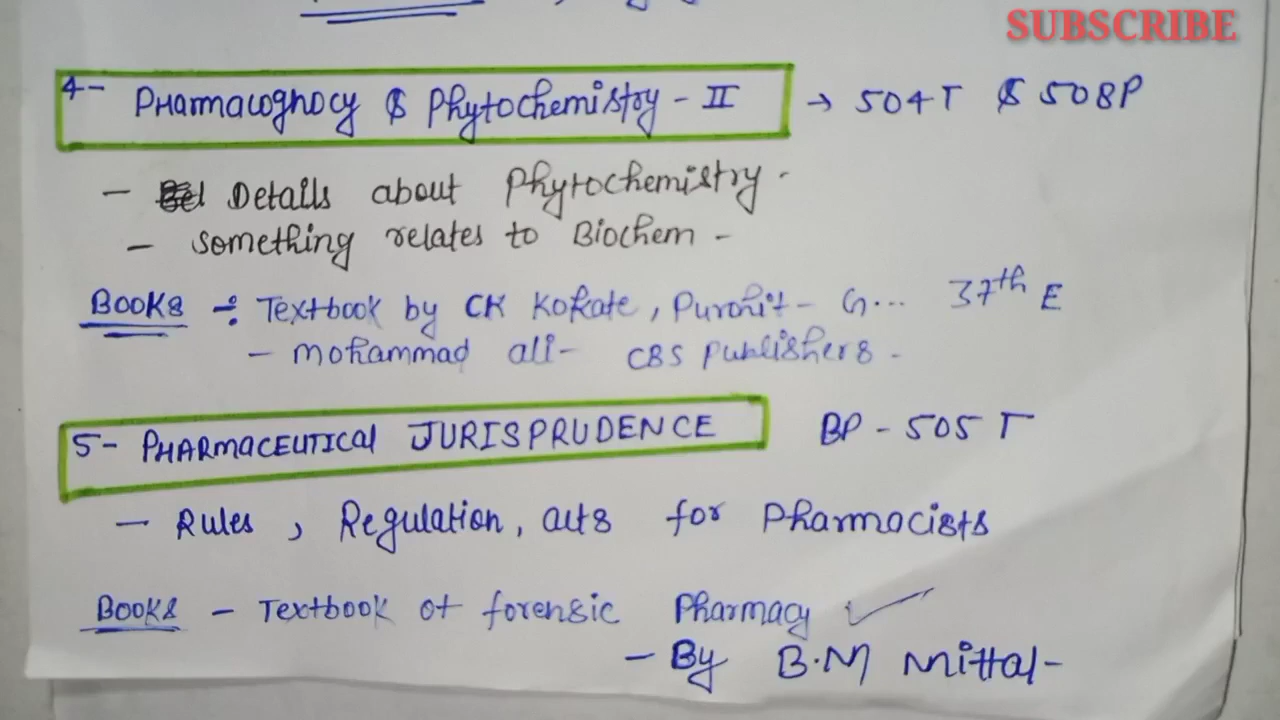 SUBSCRIBE
4- Pharmacognocy & Phytochemistry - II → 504T & 508P
- Details about Phytochemistry.
- something relates to Biochem -
Books ÷ Textbook by CK Kokate, Purohit - G... 37th E
- mohammad ali - CBS Publishers -
5- PHARMACEUTICAL JURISPRUDENCE BP - 505 T
- Rules, Regulation, acts for Pharmocists
Books - Textbook of forensic Pharmacy ✓
- By B.M Mittal -